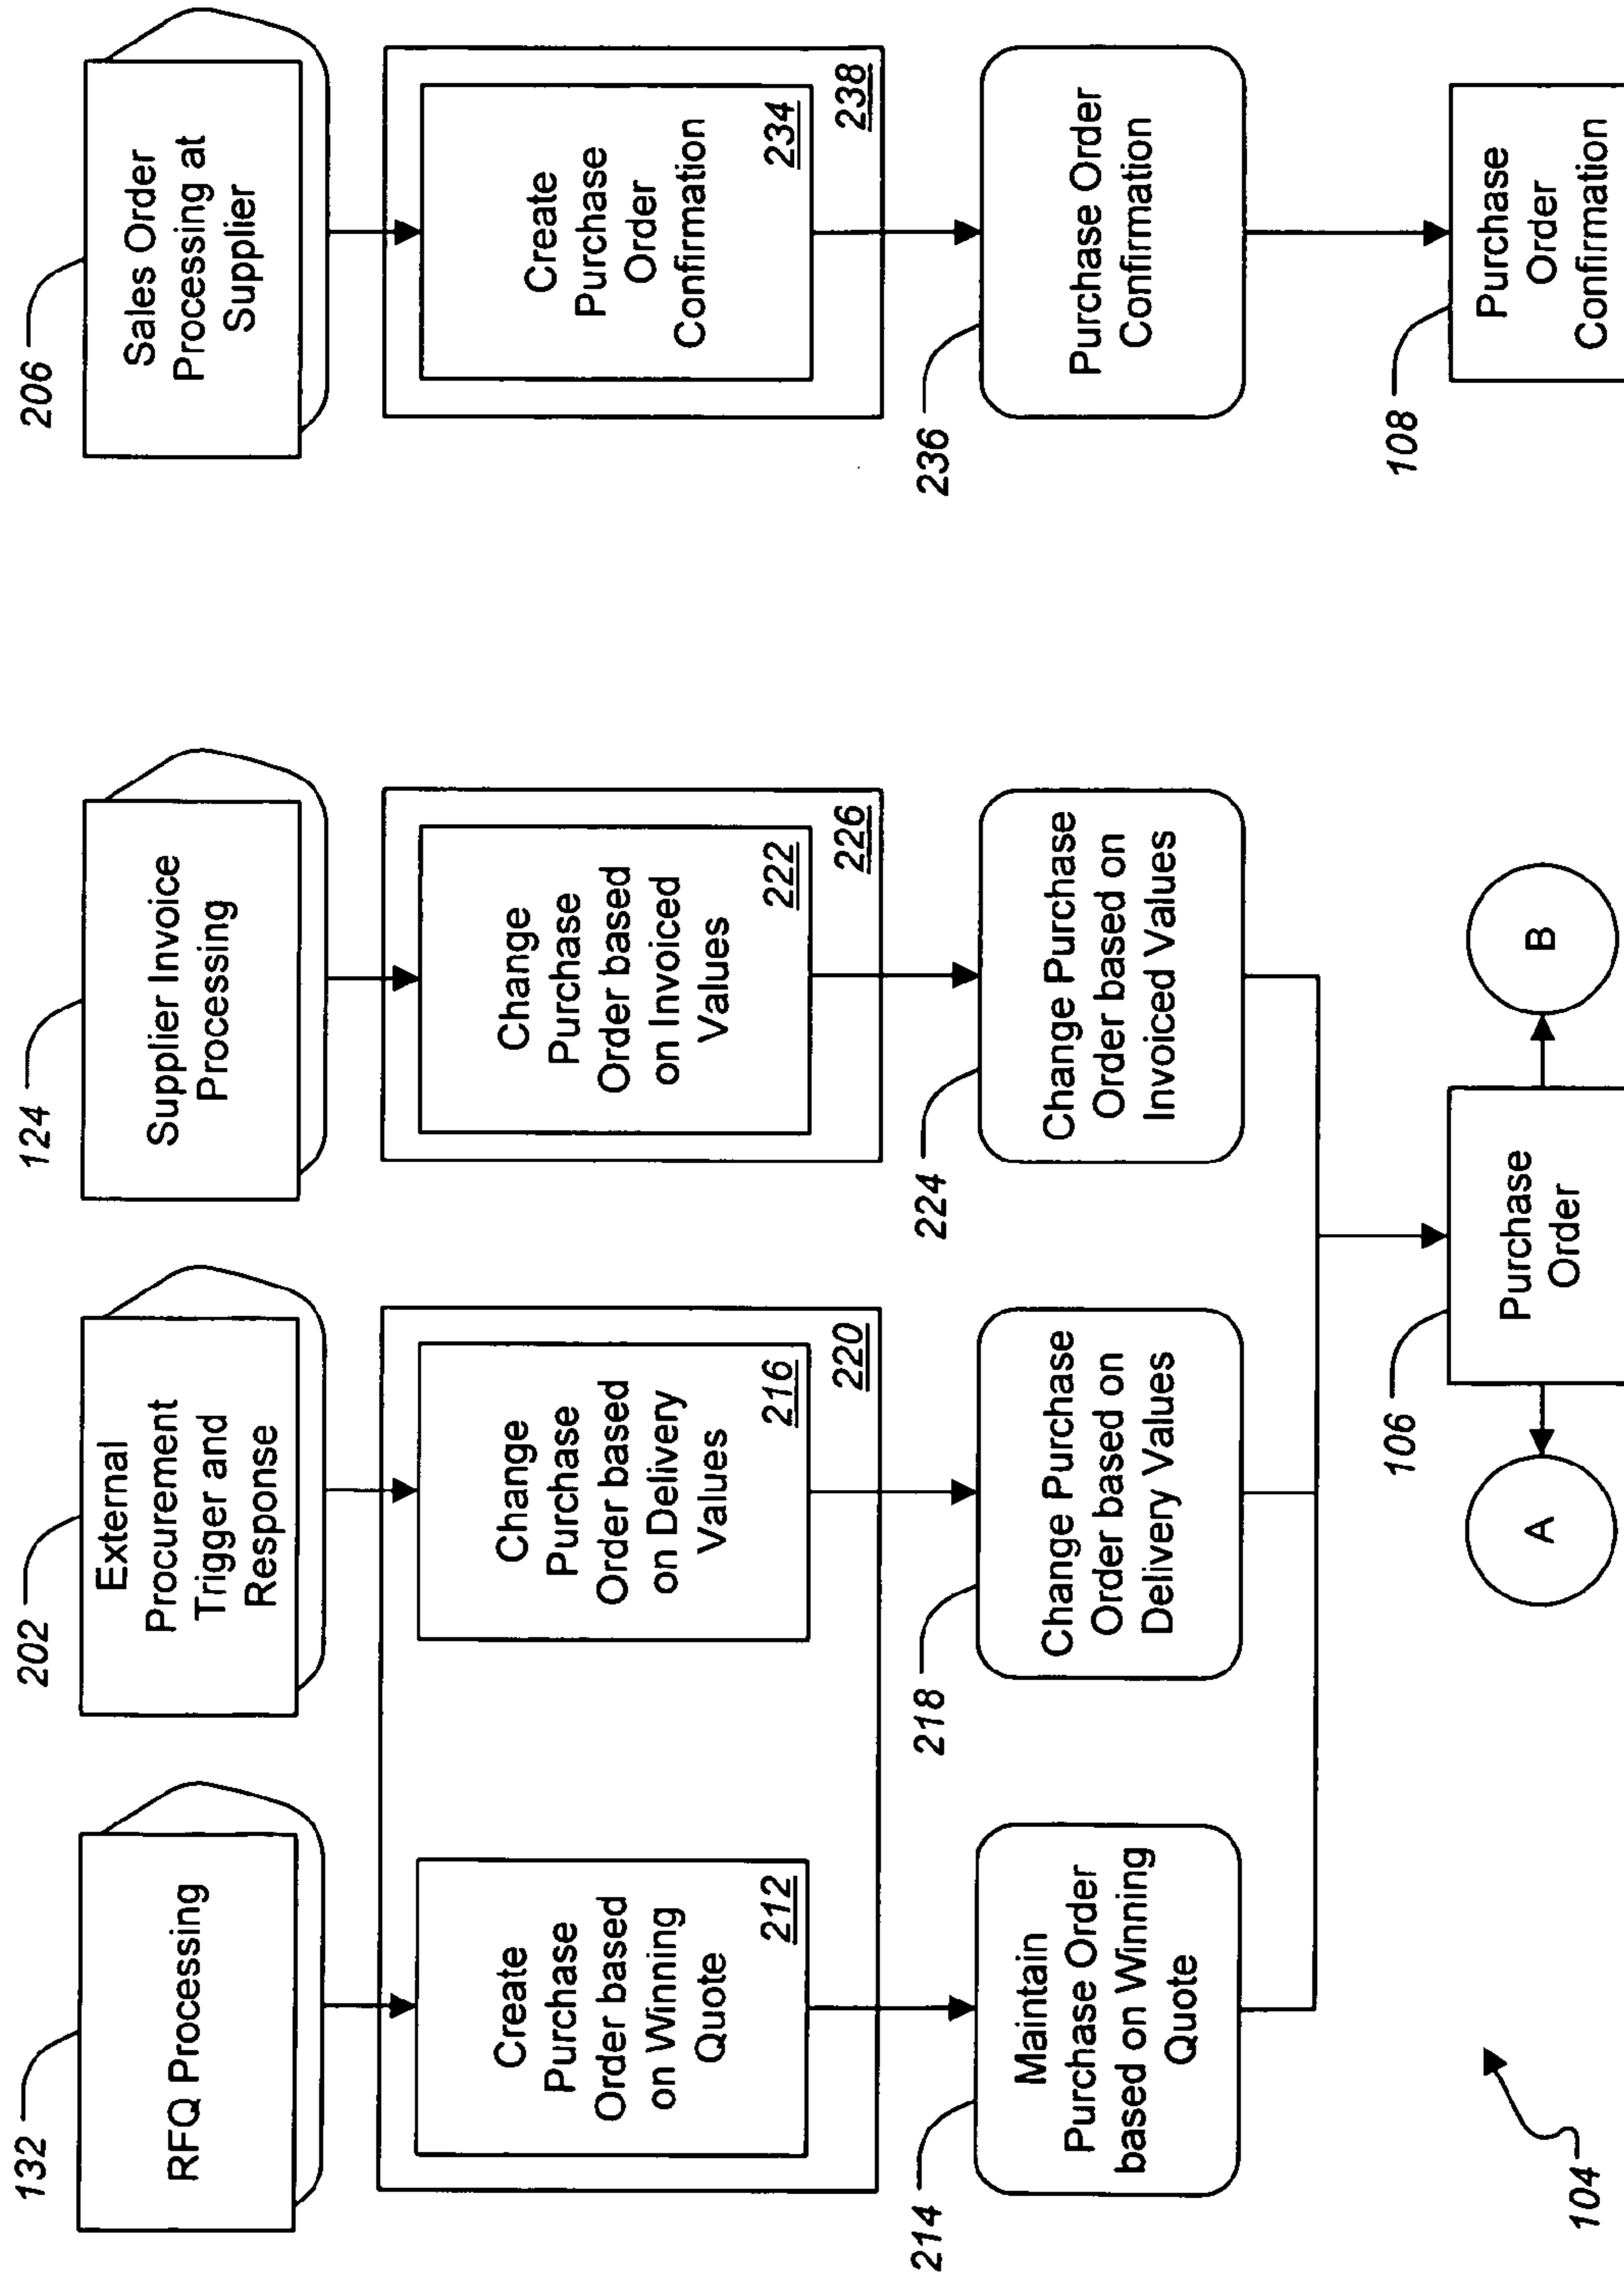 132
RFQ Processing
202
External
Procurement
Trigger and
Response
124
Supplier Invoice
Processing
206
Sales Order
Processing at
Supplier
Create
Purchase
Order based
on Winning
Quote
212
Change
Purchase
Order based
on Delivery
Values
216
220
Change
Purchase
Order based
on Invoiced
Values
222
226
Create
Purchase
Order
Confirmation
234
238
214
Maintain
Purchase Order
based on Winning
Quote
218
Change Purchase
Order based on
Delivery Values
224
Change Purchase
Order based on
Invoiced Values
236
Purchase Order
Confirmation
104
A
106
Purchase
Order
B
108
Purchase
Order
Confirmation